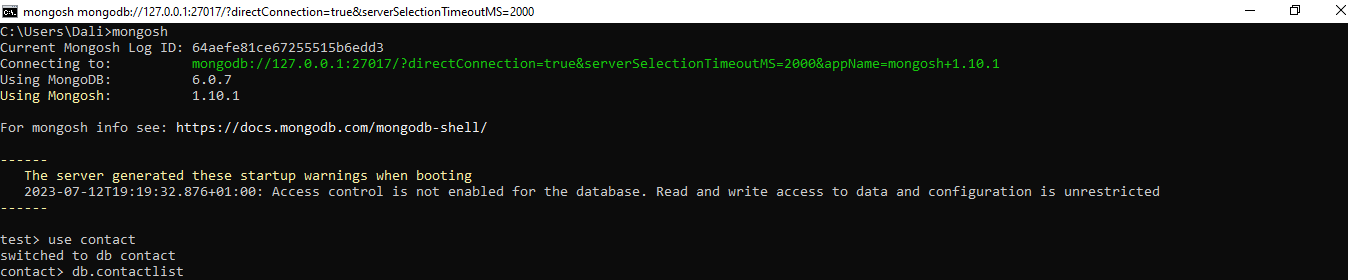 mongosh mongodb://127.0.0.1:27017/?directConnection=true&serverSelectionTimeoutMS=2000
C:\Users\Dali>mongosh
Current Mongosh Log ID: 64aefe81ce67255515b6edd3
Connecting to:          mongodb://127.0.0.1:27017/?directConnection=true&serverSelectionTimeoutMS=2000&appName=mongosh+1.10.1
Using MongoDB:          6.0.7
Using Mongosh:          1.10.1
For mongosh info see: https://docs.mongodb.com/mongodb-shell/
------
   The server generated these startup warnings when booting
   2023-07-12T19:19:32.876+01:00: Access control is not enabled for the database. Read and write access to data and configuration is unrestricted
------
test> use contact
switched to db contact
contact> db.contactlist